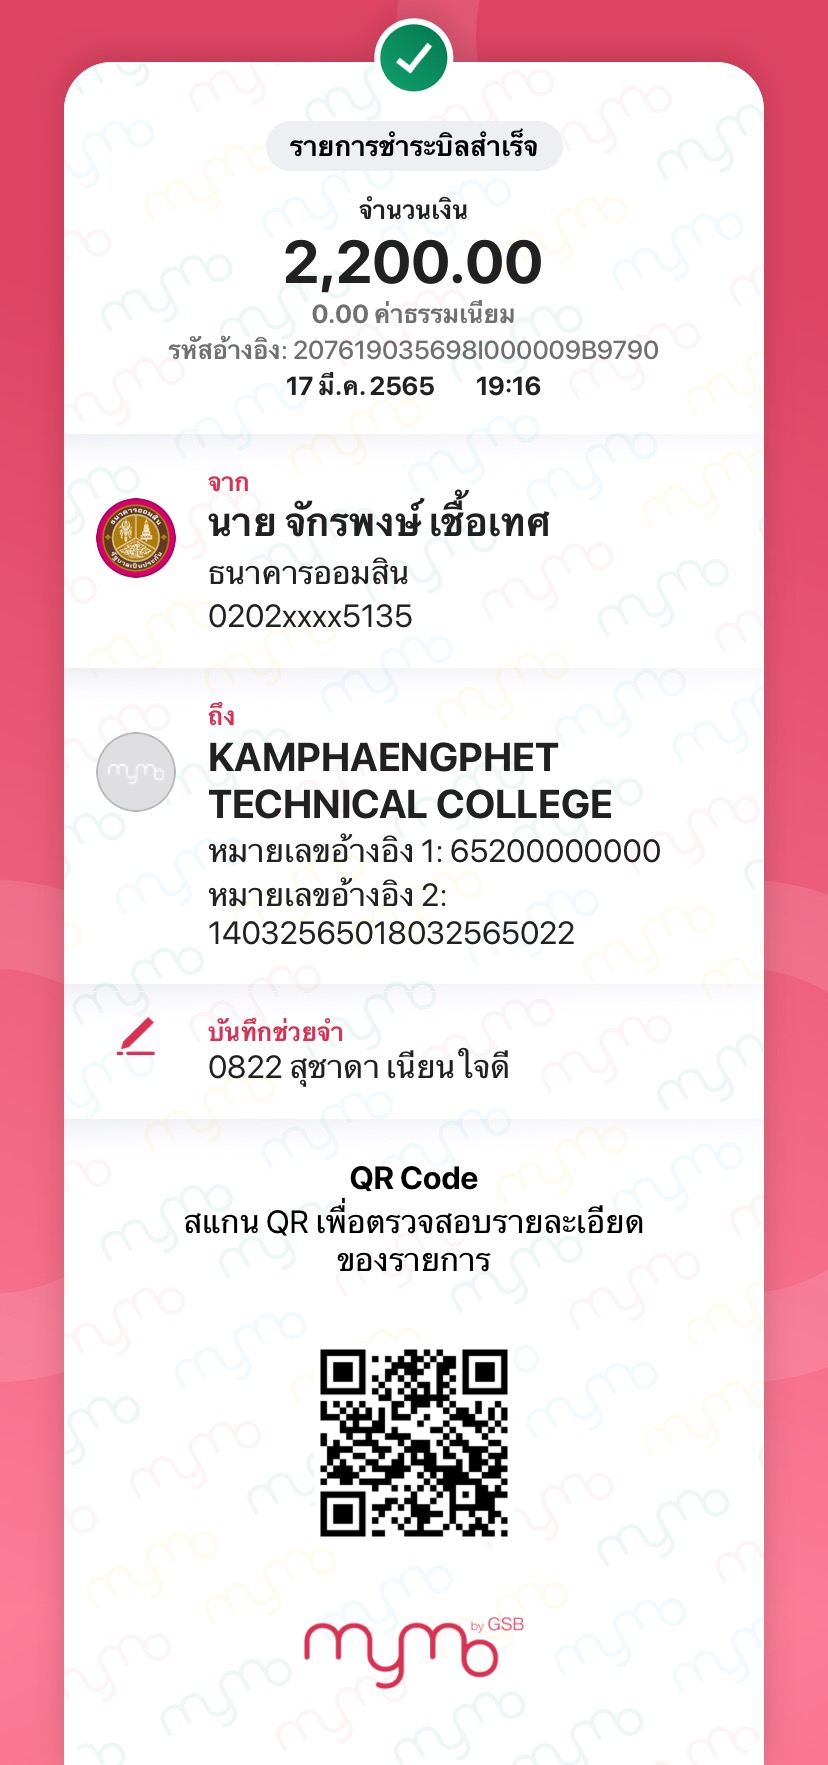 รายการชำระบิลสำเร็จ
จำนวนเงิน
2,200.00
0.00 ค่าธรรมเนียม
รหัสอ้างอิง: 207619035698I000009B9790
17 มี.ค. 2565 19:16
จาก
นาย จักรพงษ์ เชื้อเทศ
ธนาคารออมสิน
0202xxxx5135
ถึง
mymo
KAMPHAENGPHET
TECHNICAL COLLEGE
หมายเลขอ้างอิง 1: 65200000000
หมายเลขอ้างอิง 2:
14032565018032565022
บันทึกช่วยจำ
0822 สุชาดา เนียนใจดี
QR Code
สแกน QR เพื่อตรวจสอบรายละเอียด
ของรายการ
mymo by GSB